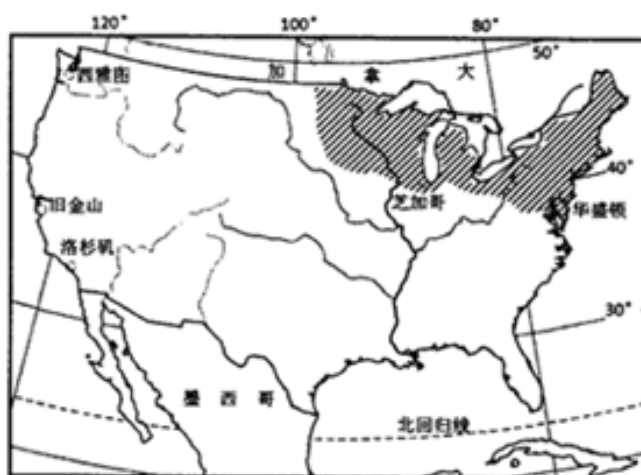 120°
100°
80°
50°
加拿大
西雅图
40°
旧金山
芝加哥
华盛顿
洛杉矶
30°
墨西哥
北回归线